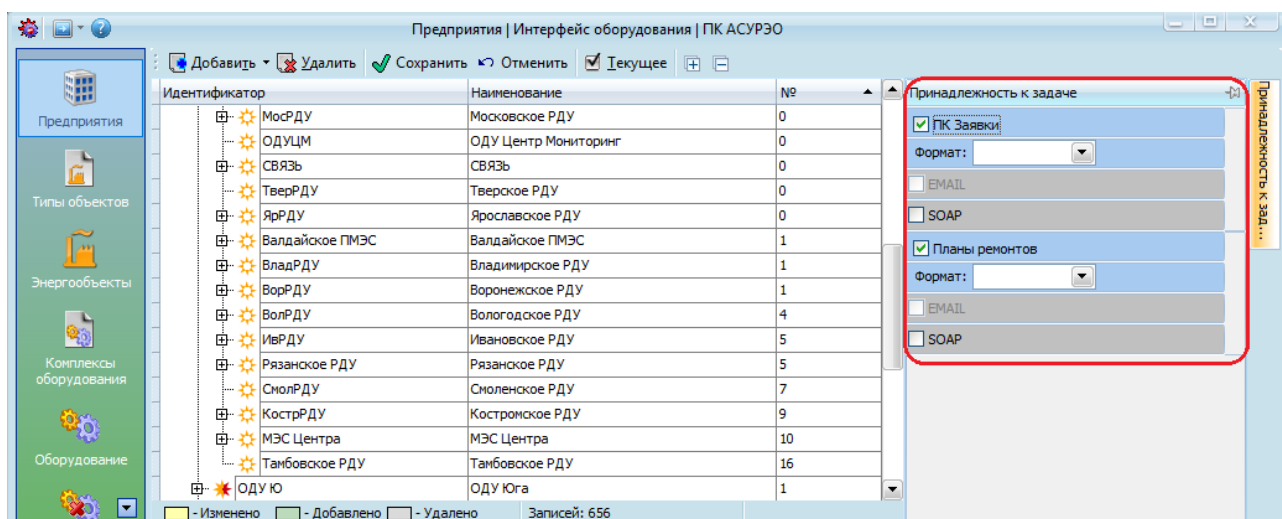 Предприятия | Интерфейс оборудования | ПК АСУРЭО
Добавить Удалить Сохранить Отменить Текущее
Предприятия
Типы объектов
Энергообъекты
Комплексы
оборудования
Оборудование
Идентификатор Наименование №
МосРДУ Московское РДУ 0
ОДУЦМ ОДУ Центр Мониторинг 0
СВЯЗЬ СВЯЗЬ 0
ТверРДУ Тверское РДУ 0
ЯрРДУ Ярославское РДУ 0
Валдайское ПМЭС Валдайское ПМЭС 1
ВладРДУ Владимирское РДУ 1
ВорРДУ Воронежское РДУ 1
ВолРДУ Вологодское РДУ 4
ИвРДУ Ивановское РДУ 5
Рязанское РДУ Рязанское РДУ 5
СмолРДУ Смоленское РДУ 7
КострРДУ Костромское РДУ 9
МЭС Центра МЭС Центра 10
Тамбовское РДУ Тамбовское РДУ 16
ОДУ Ю ОДУ Юга 1
- Изменено - Добавлено - Удалено Записей: 656
Принадлежность к задаче
ПК Заявки
Формат:
EMAIL
SOAP
Планы ремонтов
Формат:
EMAIL
SOAP
Принадлежность к зад...